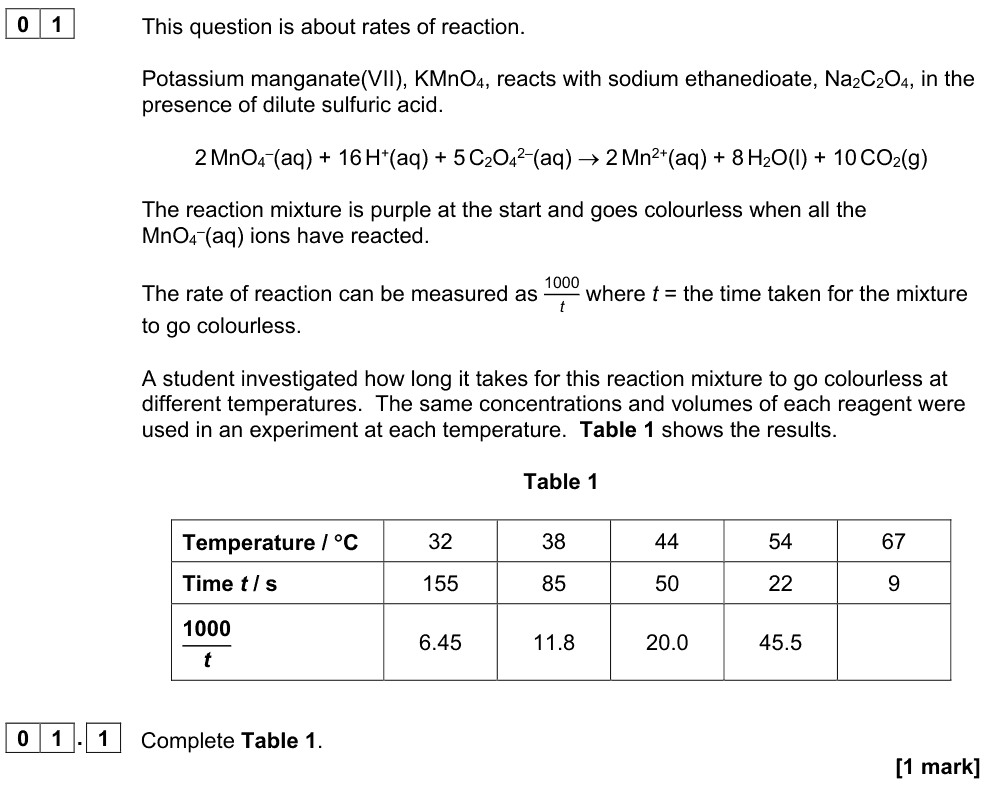 0 1 This question is about rates of reaction.
Potassium manganate(VII), KMnO₄, reacts with sodium ethanedioate, Na₂C₂O₄, in the
presence of dilute sulfuric acid.
2 MnO₄⁻(aq) + 16 H⁺(aq) + 5 C₂O₄²⁻(aq) → 2 Mn²⁺(aq) + 8 H₂O(l) + 10 CO₂(g)
The reaction mixture is purple at the start and goes colourless when all the
MnO₄⁻(aq) ions have reacted.
The rate of reaction can be measured as 1000/t where t = the time taken for the mixture
to go colourless.
A student investigated how long it takes for this reaction mixture to go colourless at
different temperatures. The same concentrations and volumes of each reagent were
used in an experiment at each temperature. Table 1 shows the results.
Table 1
Temperature / °C 32 38 44 54 67
Time t / s 155 85 50 22 9
1000/t 6.45 11.8 20.0 45.5
0 1 . 1 Complete Table 1.
[1 mark]